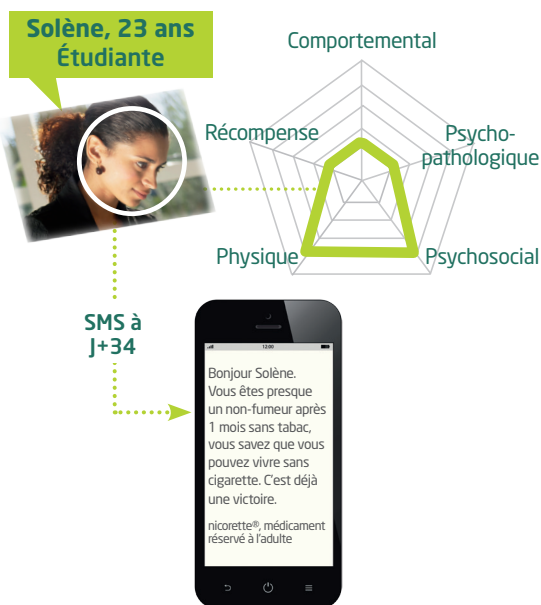 Solène, 23 ans
Étudiante
Comportemental
Récompense
Psycho-
pathologique
Physique
Psychosocial
SMS à
J+34
12:00
Bonjour Solène.
Vous êtes presque
un non-fumeur après
1 mois sans tabac,
vous savez que vous
pouvez vivre sans
cigarette. C'est déjà
une victoire.
nicorette®, médicament
réservé à l'adulte